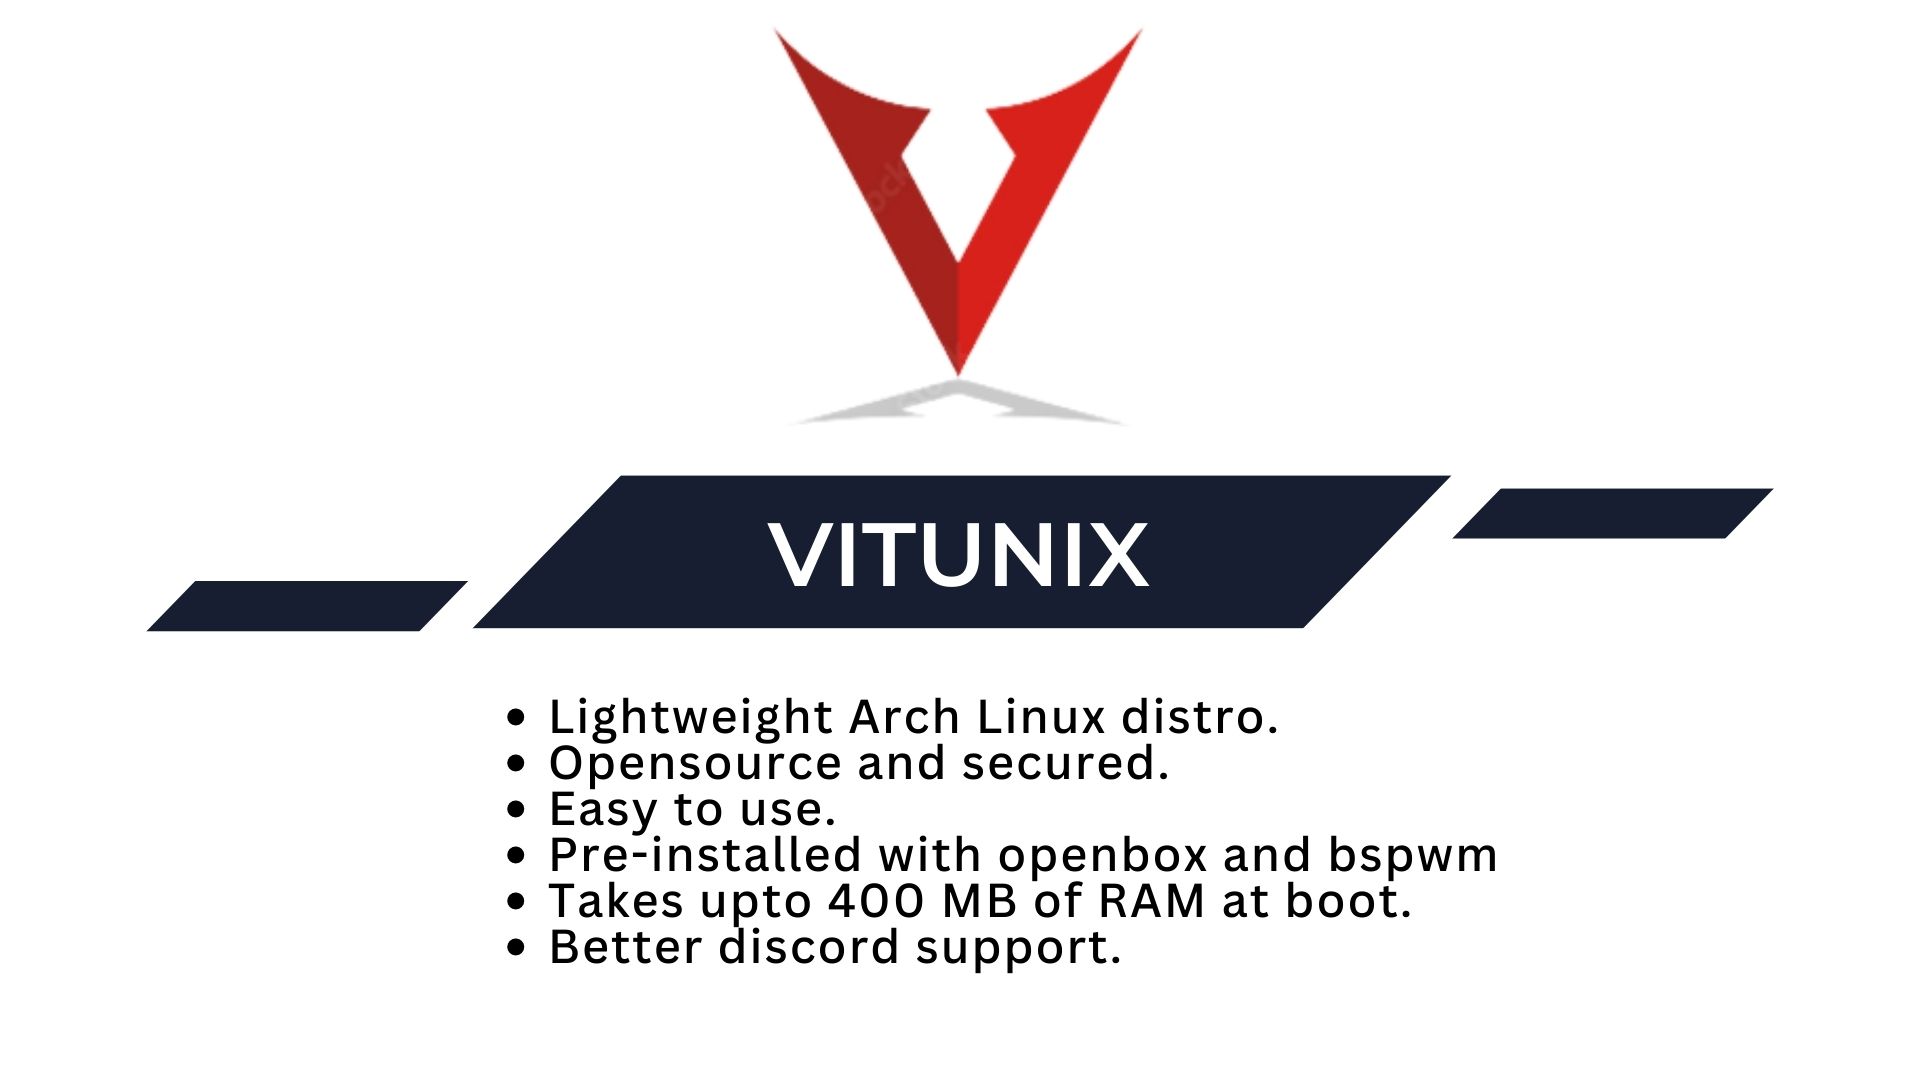 VITUNIX
• Lightweight Arch Linux distro.
• Opensource and secured.
• Easy to use.
• Pre-installed with openbox and bspwm
• Takes upto 400 MB of RAM at boot.
• Better discord support.